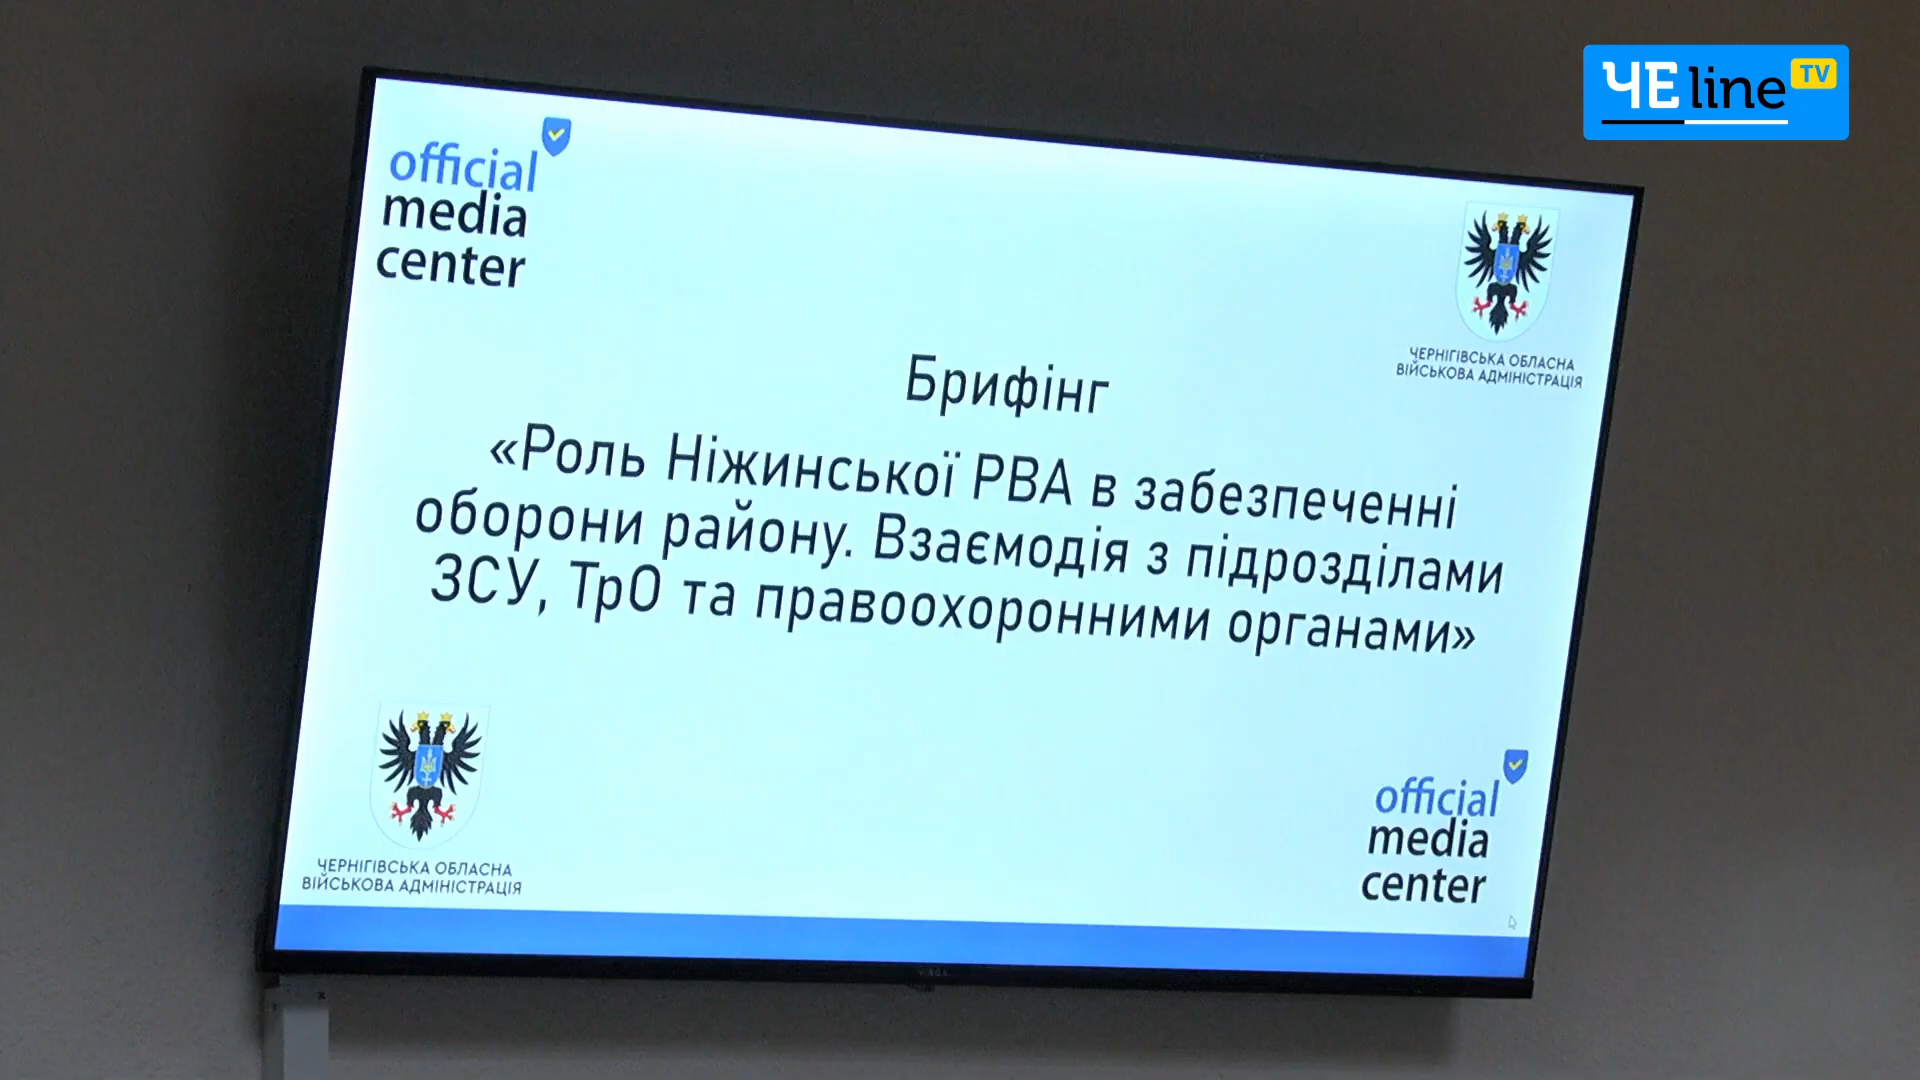 ЧЕ line TV
official
media
center
ЧЕРНІГІВСЬКА ОБЛАСНА
ВІЙСЬКОВА АДМІНІСТРАЦІЯ
Брифінг
«Роль Ніжинської РВА в забезпеченні
оборони району. Взаємодія з підрозділами
ЗСУ, ТрО та правоохоронними органами»
ЧЕРНІГІВСЬКА ОБЛАСНА
ВІЙСЬКОВА АДМІНІСТРАЦІЯ
official
media
center